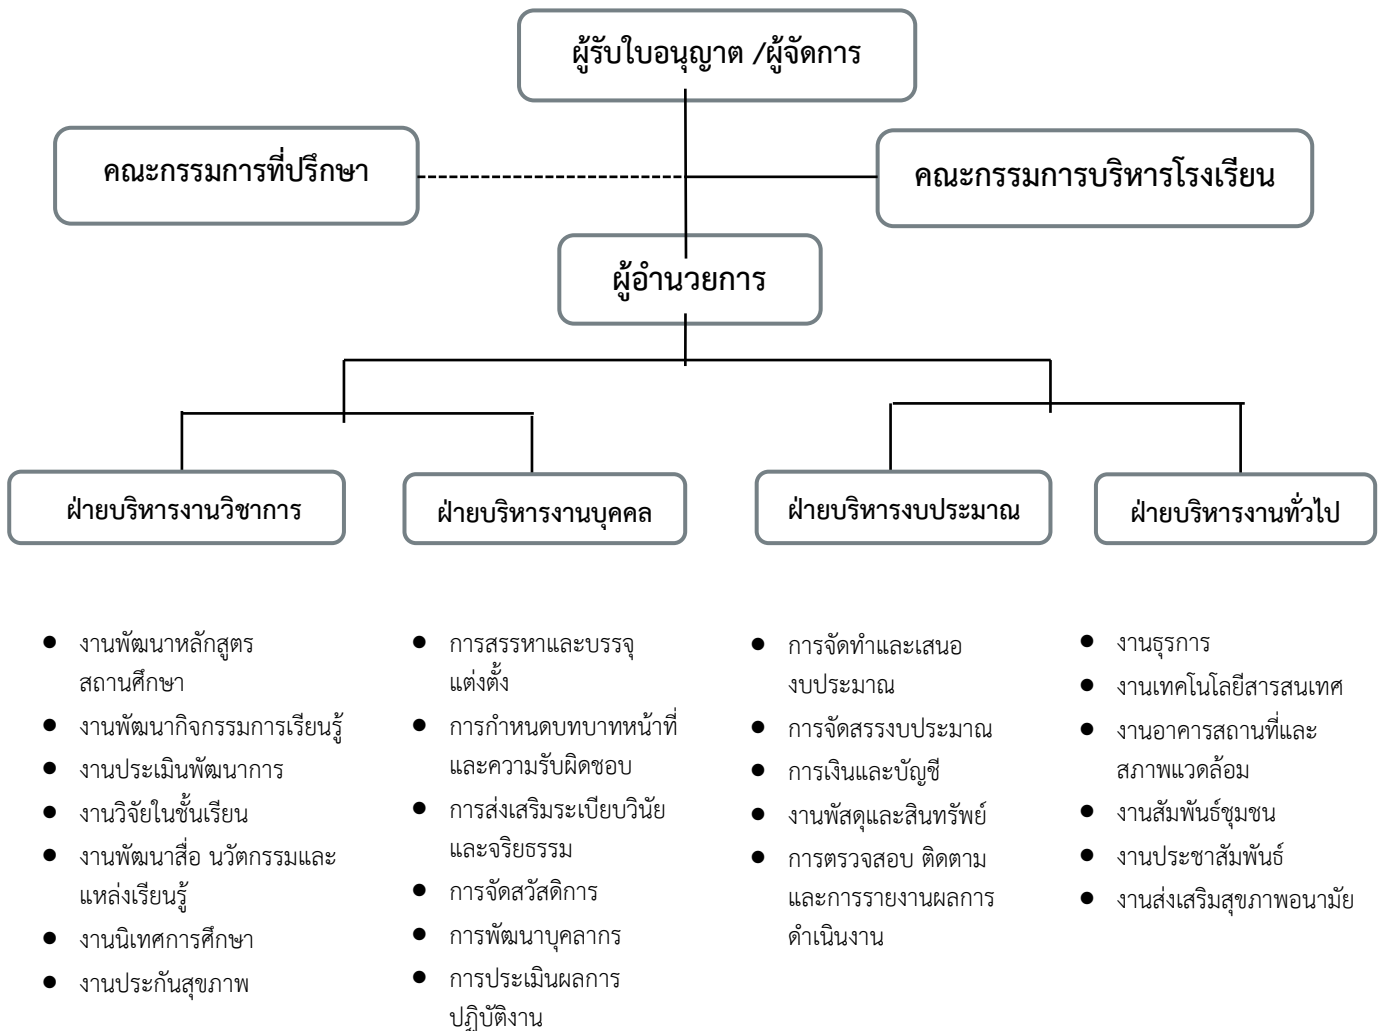 ผู้รับใบอนุญาต /ผู้จัดการ
คณะกรรมการที่ปรึกษา
คณะกรรมการบริหารโรงเรียน
ผู้อำนวยการ
ฝ่ายบริหารงานวิชาการ
ฝ่ายบริหารงานบุคคล
ฝ่ายบริหารงบประมาณ
ฝ่ายบริหารงานทั่วไป
● งานพัฒนาหลักสูตร
สถานศึกษา
● งานพัฒนากิจกรรมการเรียนรู้
● งานประเมินพัฒนาการ
● งานวิจัยในชั้นเรียน
● งานพัฒนาสื่อ นวัตกรรมและ
แหล่งเรียนรู้
● งานนิเทศการศึกษา
● งานประกันสุขภาพ
● การสรรหาและบรรจุ
แต่งตั้ง
● การกำหนดบทบาทหน้าที่
และความรับผิดชอบ
● การส่งเสริมระเบียบวินัย
และจริยธรรม
● การจัดสวัสดิการ
● การพัฒนาบุคลากร
● การประเมินผลการ
ปฏิบัติงาน
● การจัดทำและเสนอ
งบประมาณ
● การจัดสรรงบประมาณ
● การเงินและบัญชี
● งานพัสดุและสินทรัพย์
● การตรวจสอบ ติดตาม
และการรายงานผลการ
ดำเนินงาน
● งานธุรการ
● งานเทคโนโลยีสารสนเทศ
● งานอาคารสถานที่และ
สภาพแวดล้อม
● งานสัมพันธ์ชุมชน
● งานประชาสัมพันธ์
● งานส่งเสริมสุขภาพอนามัย